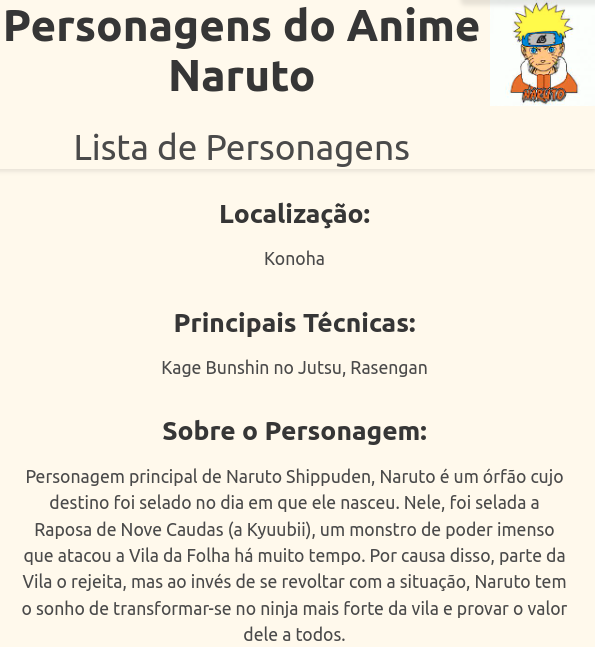 Personagens do Anime
Naruto
NARUTO
Lista de Personagens
Localização:
Konoha
Principais Técnicas:
Kage Bunshin no Jutsu, Rasengan
Sobre o Personagem:
Personagem principal de Naruto Shippuden, Naruto é um órfão cujo
destino foi selado no dia em que ele nasceu. Nele, foi selada a
Raposa de Nove Caudas (a Kyuubii), um monstro de poder imenso
que atacou a Vila da Folha há muito tempo. Por causa disso, parte da
Vila o rejeita, mas ao invés de se revoltar com a situação, Naruto tem
o sonho de transformar-se no ninja mais forte da vila e provar o valor
dele a todos.